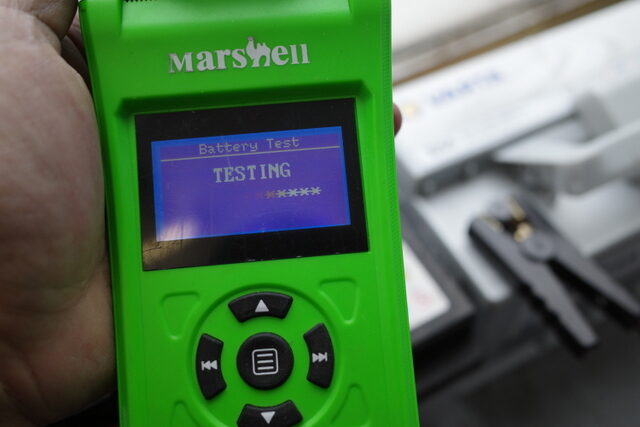 Marshell
Battery Test
TESTING
*****